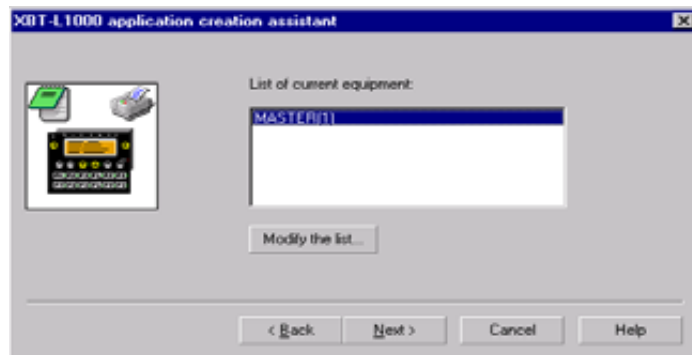 XBT-L1000 application creation assistant
List of current equipment:
MASTER(1)
Modify the list...
< Back Next > Cancel Help